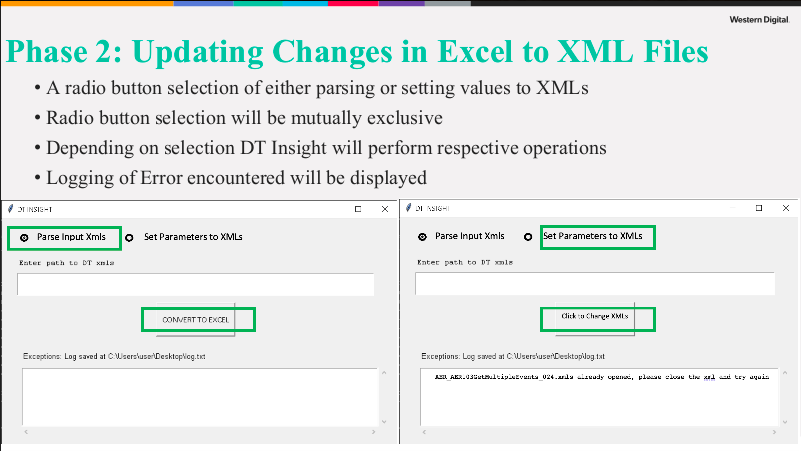 Western Digital.
Phase 2: Updating Changes in Excel to XML Files
• A radio button selection of either parsing or setting values to XMLs
• Radio button selection will be mutually exclusive
• Depending on selection DT Insight will perform respective operations
• Logging of Error encountered will be displayed
DT INSIGHT
Parse Input Xmls Set Parameters to XMLs
Enter path to DT xmls
CONVERT TO EXCEL
Exceptions: Log saved at C:\Users\user\Desktop\log.txt
DT INSIGHT
Parse Input Xmls Set Parameters to XMLs
Enter path to DT xmls
Click to Change XMLs
Exceptions: Log saved at C:\Users\user\Desktop\log.txt
AER_AER.03GetMultipleEvents_024.xmls already opened, please close the xml and try again